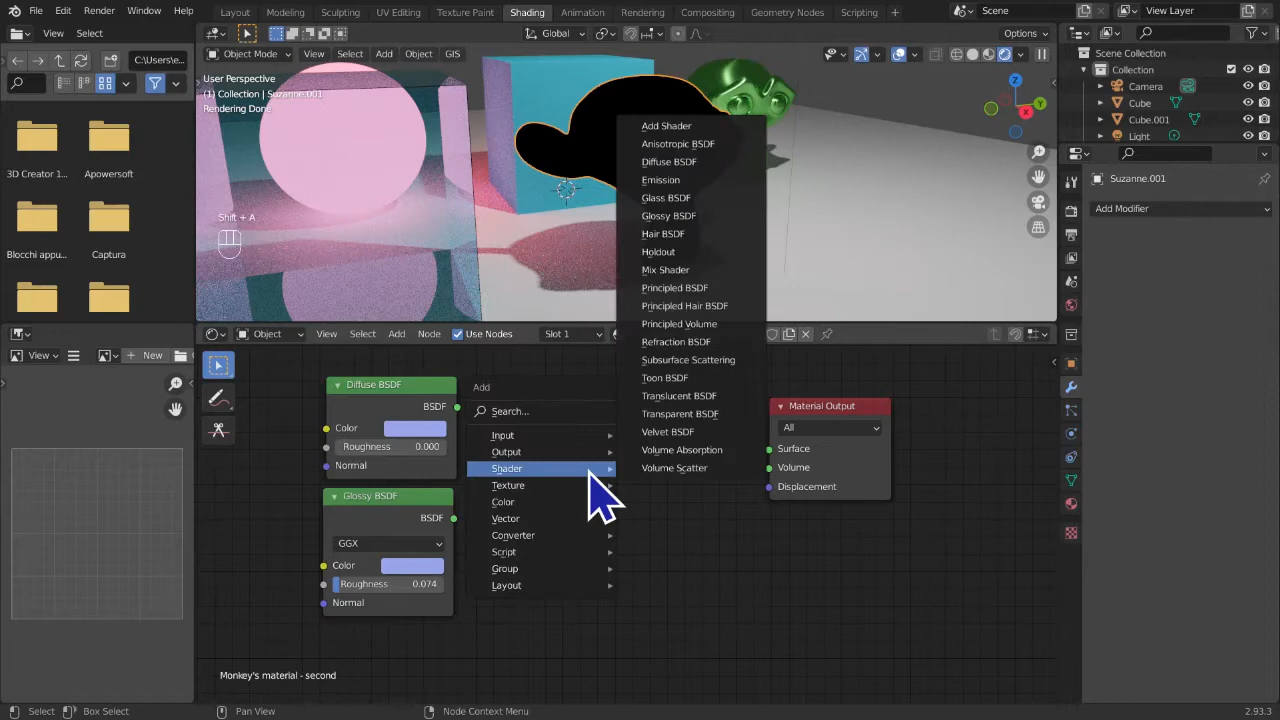 File Edit Render Window Help Layout Modeling Sculpting UV Editing Texture Paint Shading Animation Rendering Compositing Geometry Nodes Scripting + Scene View Layer
View Select Global Options
Object Mode View Select Add Object GIS
C:\Users\e...
User Perspective
(1) Collection | Suzanne.001
Rendering Done
Z
Y
X
Scene Collection
Collection
Camera
Cube
Cube.001
Light
3D Creator 1...
Apowersoft
Blocchi appu...
Captura
Shift + A
Suzanne.001
Add Modifier
Add Shader
Anisotropic BSDF
Diffuse BSDF
Emission
Glass BSDF
Glossy BSDF
Hair BSDF
Holdout
Mix Shader
Principled BSDF
Principled Hair BSDF
Principled Volume
Refraction BSDF
Subsurface Scattering
Toon BSDF
Translucent BSDF
Transparent BSDF
Velvet BSDF
Volume Absorption
Volume Scatter
Object View Select Add Node Use Nodes Slot 1
View New
Diffuse BSDF
BSDF
Color
Roughness 0.000
Normal
Glossy BSDF
BSDF
GGX
Color
Roughness 0.074
Normal
Add
Search...
Input
Output
Shader
Texture
Color
Vector
Converter
Script
Group
Layout
Material Output
All
Surface
Volume
Displacement
Monkey's material - second
Select Box Select Pan View Node Context Menu 2.93.3